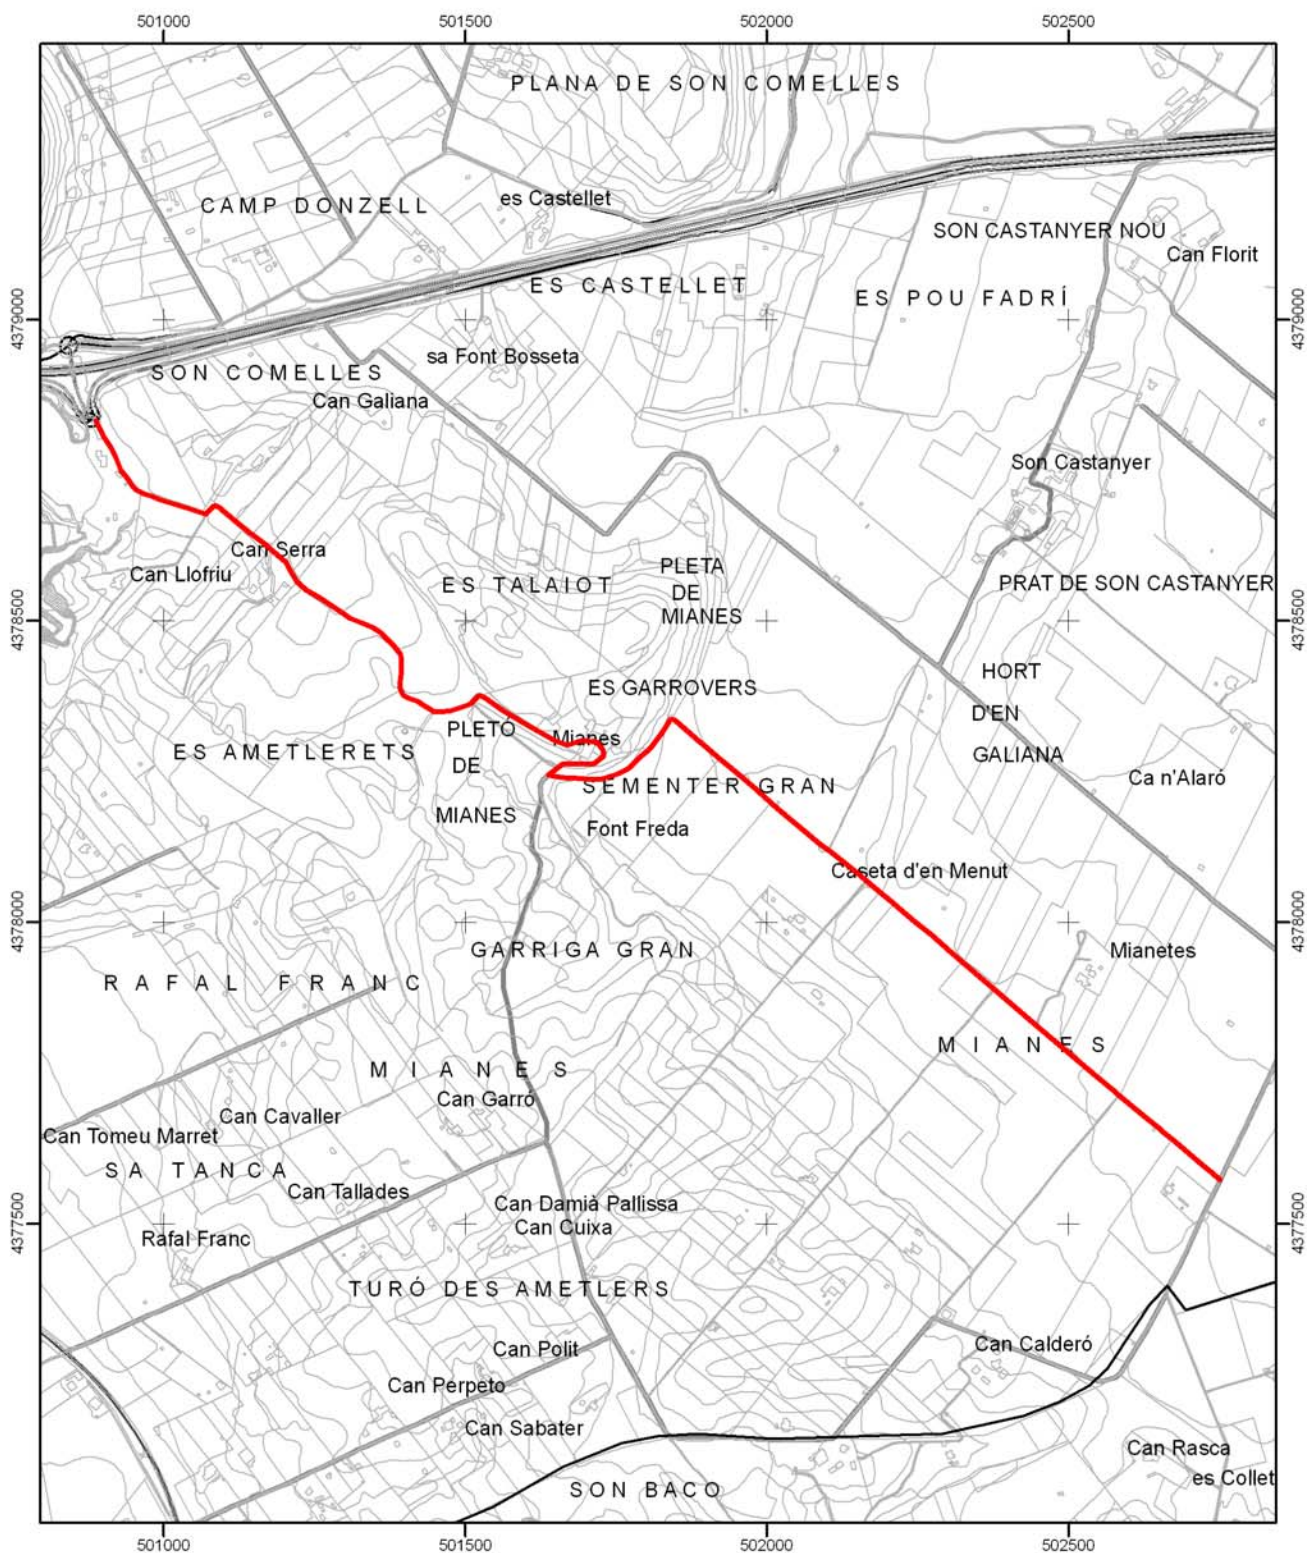 501000 501500 502000 502500
PLANA DE SON COMELLES
es Castellet
CAMP DONZELL
SON CASTANYER NOU
Can Florit
ES CASTELLET
ES POU FADRÍ
4379000 4379000
sa Font Bosseta
SON COMELLES
Can Galiana
Son Castanyer
Can Serra
Can Llofriu
PLETA
DE
MIANES
ES TALAIOT
PRAT DE SON CASTANYER
4378500 4378500
HORT
D'EN
GALIANA
ES GARROVERS
PLETÓ
DE
MIANES
Mianes
ES AMETLERETS
SEMENTER GRAN
Ca n'Alaró
Font Freda
Caseta d'en Menut
4378000 4378000
GARRIGA GRAN
Mianetes
RAFAL FRANC
MIANES
MIANES
Can Garró
Can Cavaller
Can Tomeu Marret
SA TANCA
Can Tallades
Can Damià Pallissa
Can Cuixa
4377500 4377500
Rafal Franc
TURÓ DES AMETLERS
Can Polit
Can Calderó
Can Perpeto
Can Sabater
Can Rasca
es Collet
SON BACO
501000 501500 502000 502500